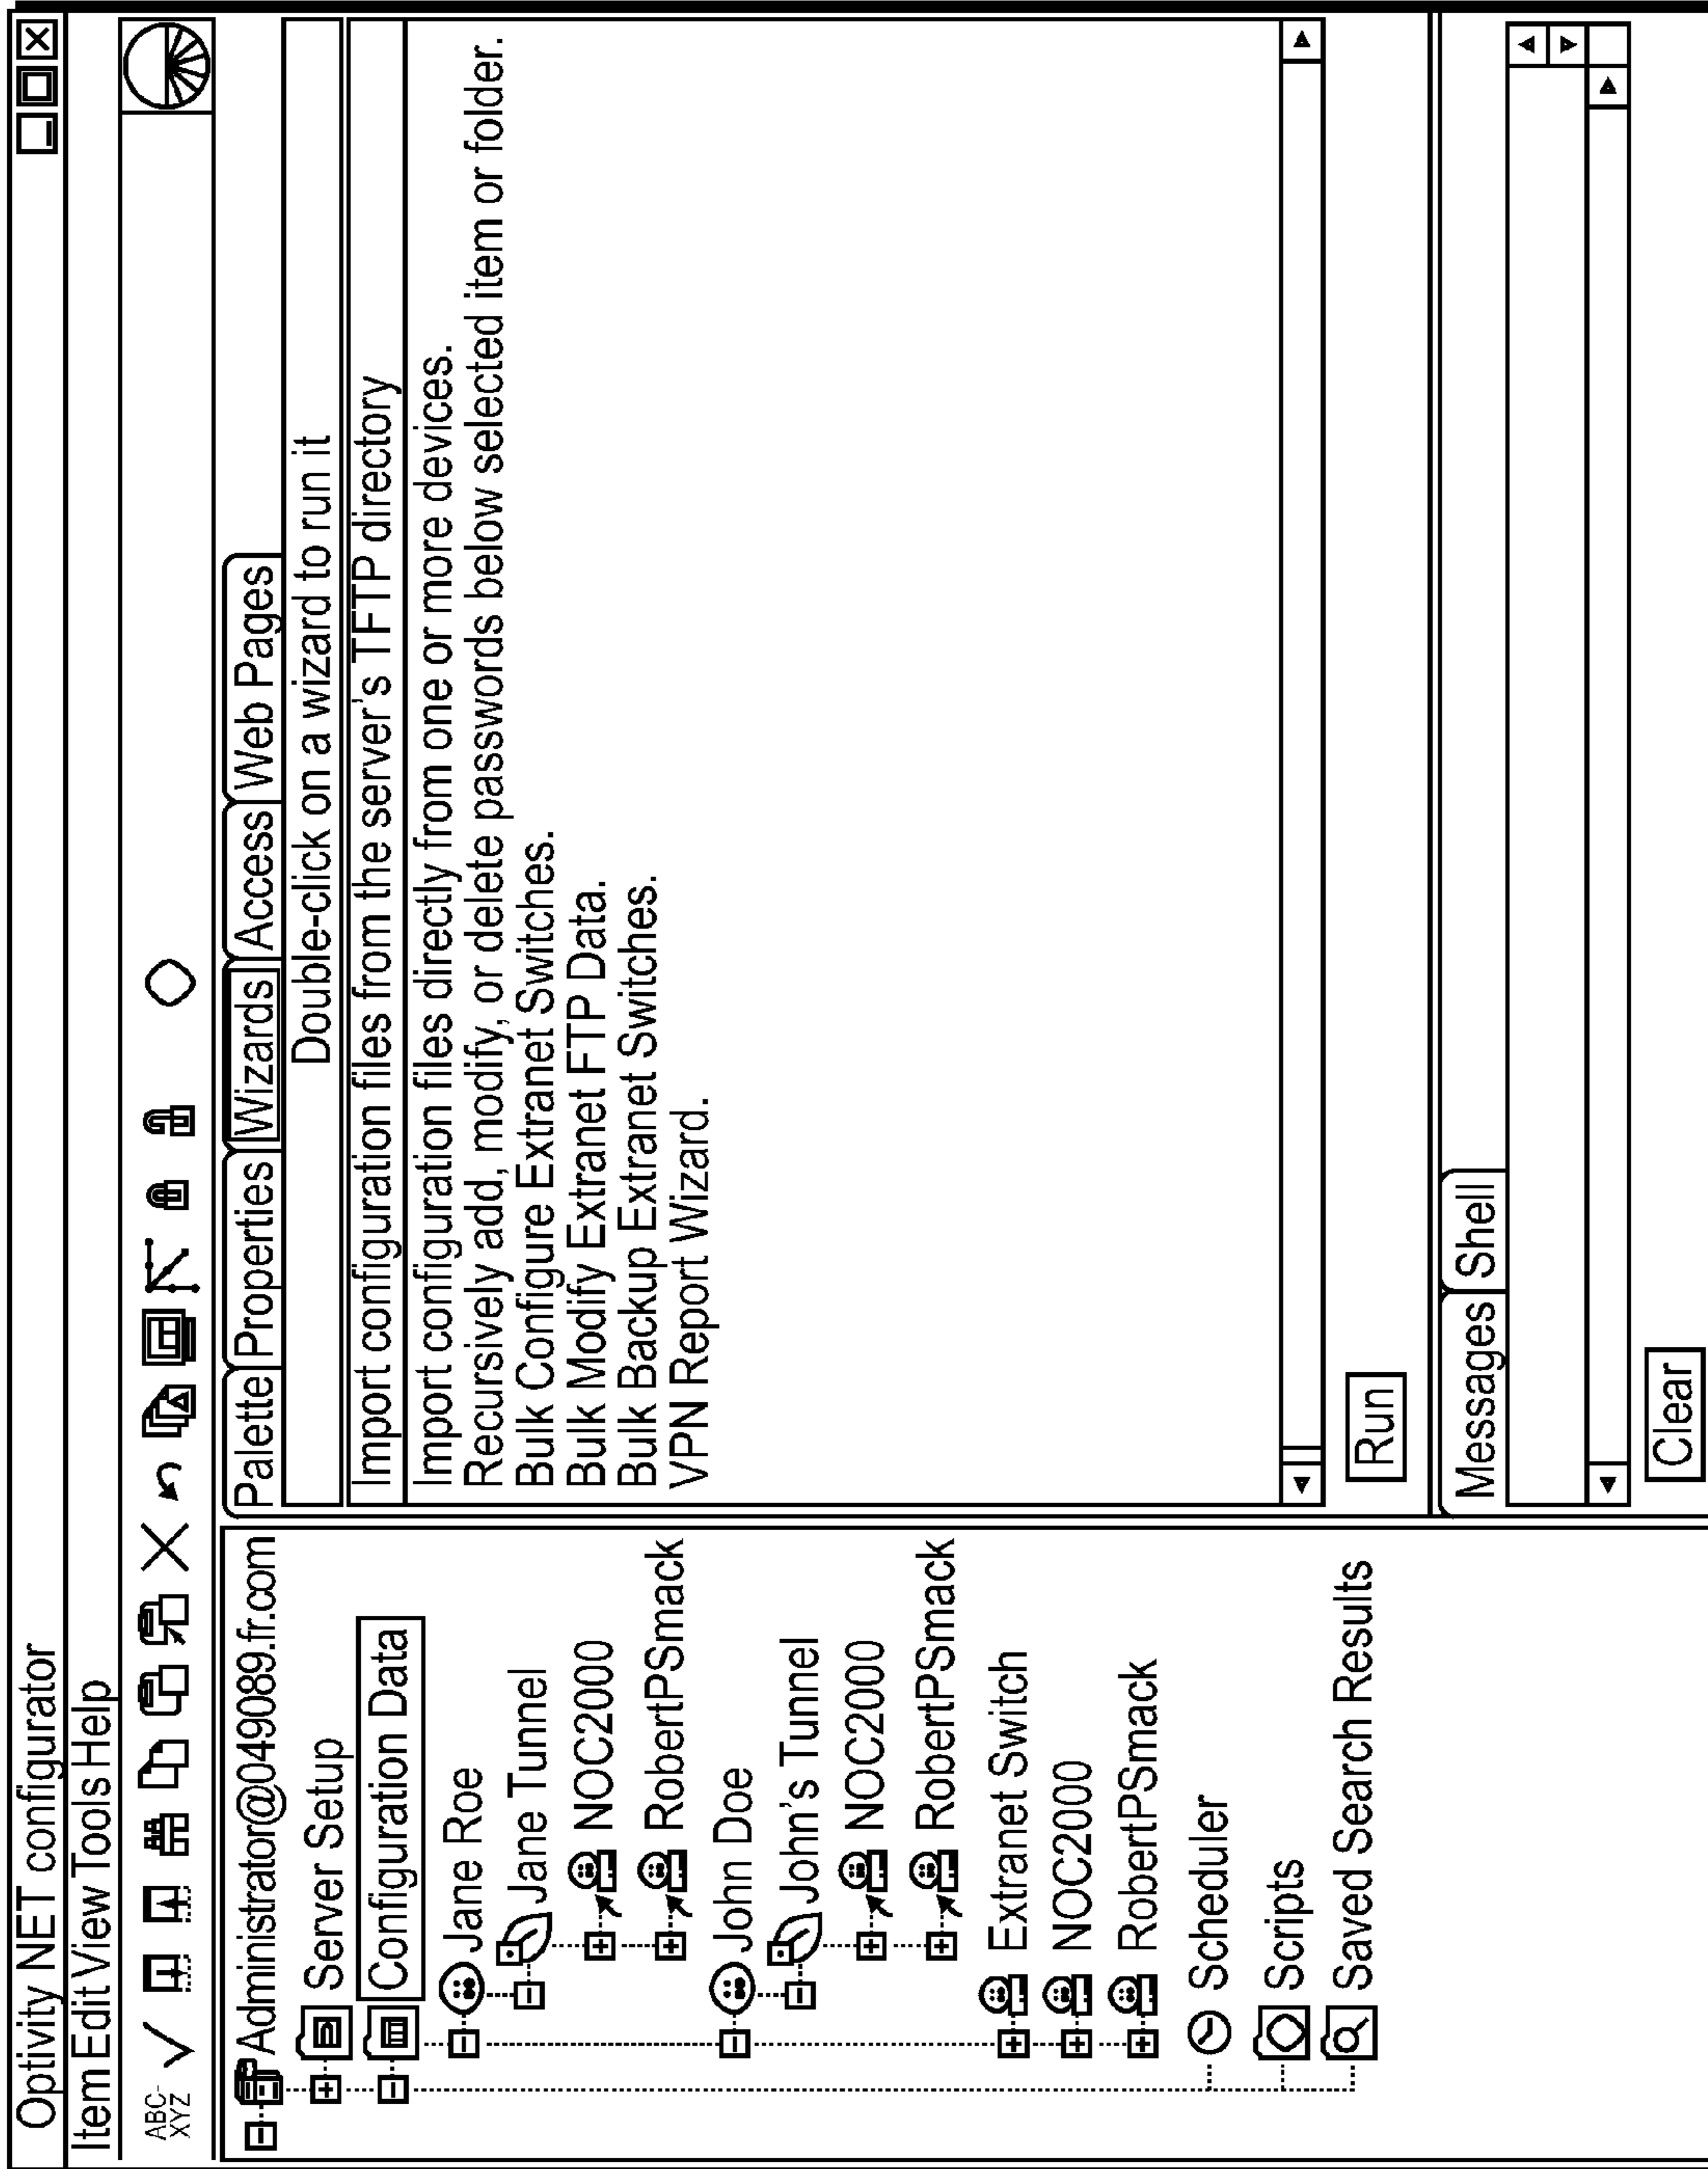 Optivity NET configurator
Item Edit View Tools Help
ABC-
XYZ
Administrator@049089.fr.com
Server Setup
Configuration Data
Jane Roe
Jane Tunnel
NOC2000
RobertPSmack
John Doe
John's Tunnel
NOC2000
RobertPSmack
Extranet Switch
NOC2000
RobertPSmack
Scheduler
Scripts
Saved Search Results
Palette Properties Wizards Access Web Pages
Double-click on a wizard to run it
Import configuration files from the server's TFTP directory
Import configuration files directly from one or more devices.
Recursively add, modify, or delete passwords below selected item or folder.
Bulk Configure Extranet Switches.
Bulk Modify Extranet FTP Data.
Bulk Backup Extranet Switches.
VPN Report Wizard.
Run
Messages Shell
Clear